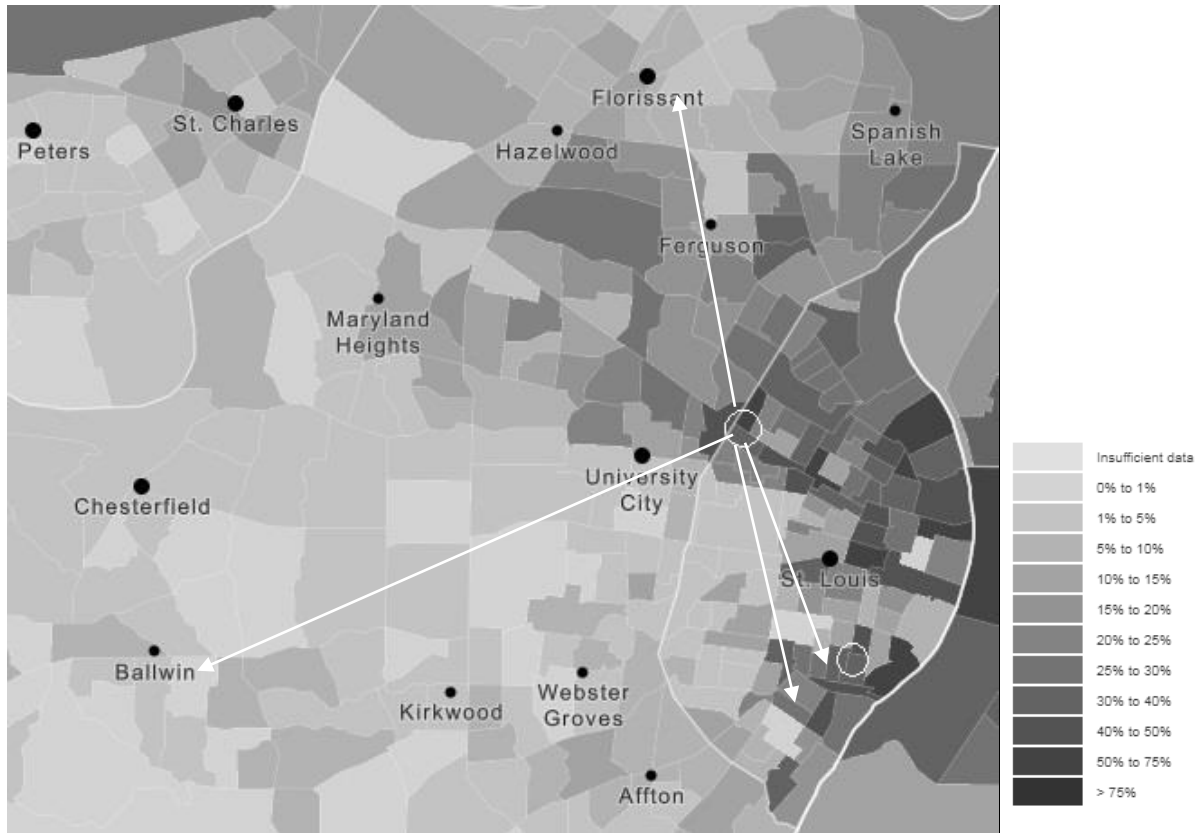 Florissant
St. Charles
Peters
Hazelwood
Spanish
Lake
Ferguson
Maryland
Heights
University
City
Chesterfield
St. Louis
Ballwin
Kirkwood
Webster
Groves
Affton
Insufficient data
0% to 1%
1% to 5%
5% to 10%
10% to 15%
15% to 20%
20% to 25%
25% to 30%
30% to 40%
40% to 50%
50% to 75%
> 75%